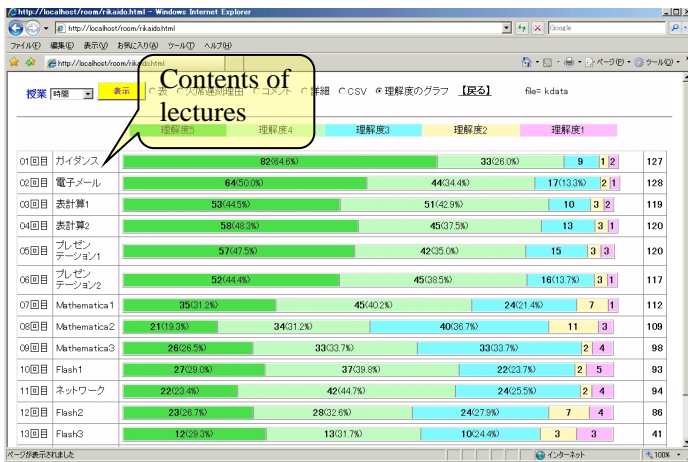 http://localhost/room/rikaido.html - Windows Internet Explorer
http://localhost/room/rikaido.html
Google
ファイル(F) 編集(E) 表示(V) お気に入り(A) ツール(T) ヘルプ(H)
http://localhost/room/rikaido.html
ページ(P) ツール(O)
Contents of
lectures
授業 時間 表示 表 欠席遅刻理由 コメント 詳細 CSV 理解度のグラフ 【戻る】 file= k.data
理解度5 理解度4 理解度3 理解度2 理解度1
01回目 ガイダンス 82(64.6%) 33(26.0%) 9 1 2 127
02回目 電子メール 64(50.0%) 44(34.4%) 17(13.3%) 2 1 128
03回目 表計算1 53(44.5%) 51(42.9%) 10 3 2 119
04回目 表計算2 58(48.3%) 45(37.5%) 13 3 1 120
05回目 プレゼン
テーション1 57(47.5%) 42(35.0%) 15 3 3 120
06回目 プレゼン
テーション2 52(44.4%) 45(38.5%) 16(13.7%) 3 1 117
07回目 Mathematica1 35(31.2%) 45(40.2%) 24(21.4%) 7 1 112
08回目 Mathematica2 21(19.3%) 34(31.2%) 40(36.7%) 11 3 109
09回目 Mathematica3 26(26.5%) 33(33.7%) 33(33.7%) 2 4 98
10回目 Flash1 27(29.0%) 37(39.8%) 22(23.7%) 2 5 93
11回目 ネットワーク 22(23.4%) 42(44.7%) 24(25.5%) 2 4 94
12回目 Flash2 23(26.7%) 28(32.6%) 24(27.9%) 7 4 86
13回目 Flash3 12(29.3%) 13(31.7%) 10(24.4%) 3 3 41
ページが表示されました インターネット 100%